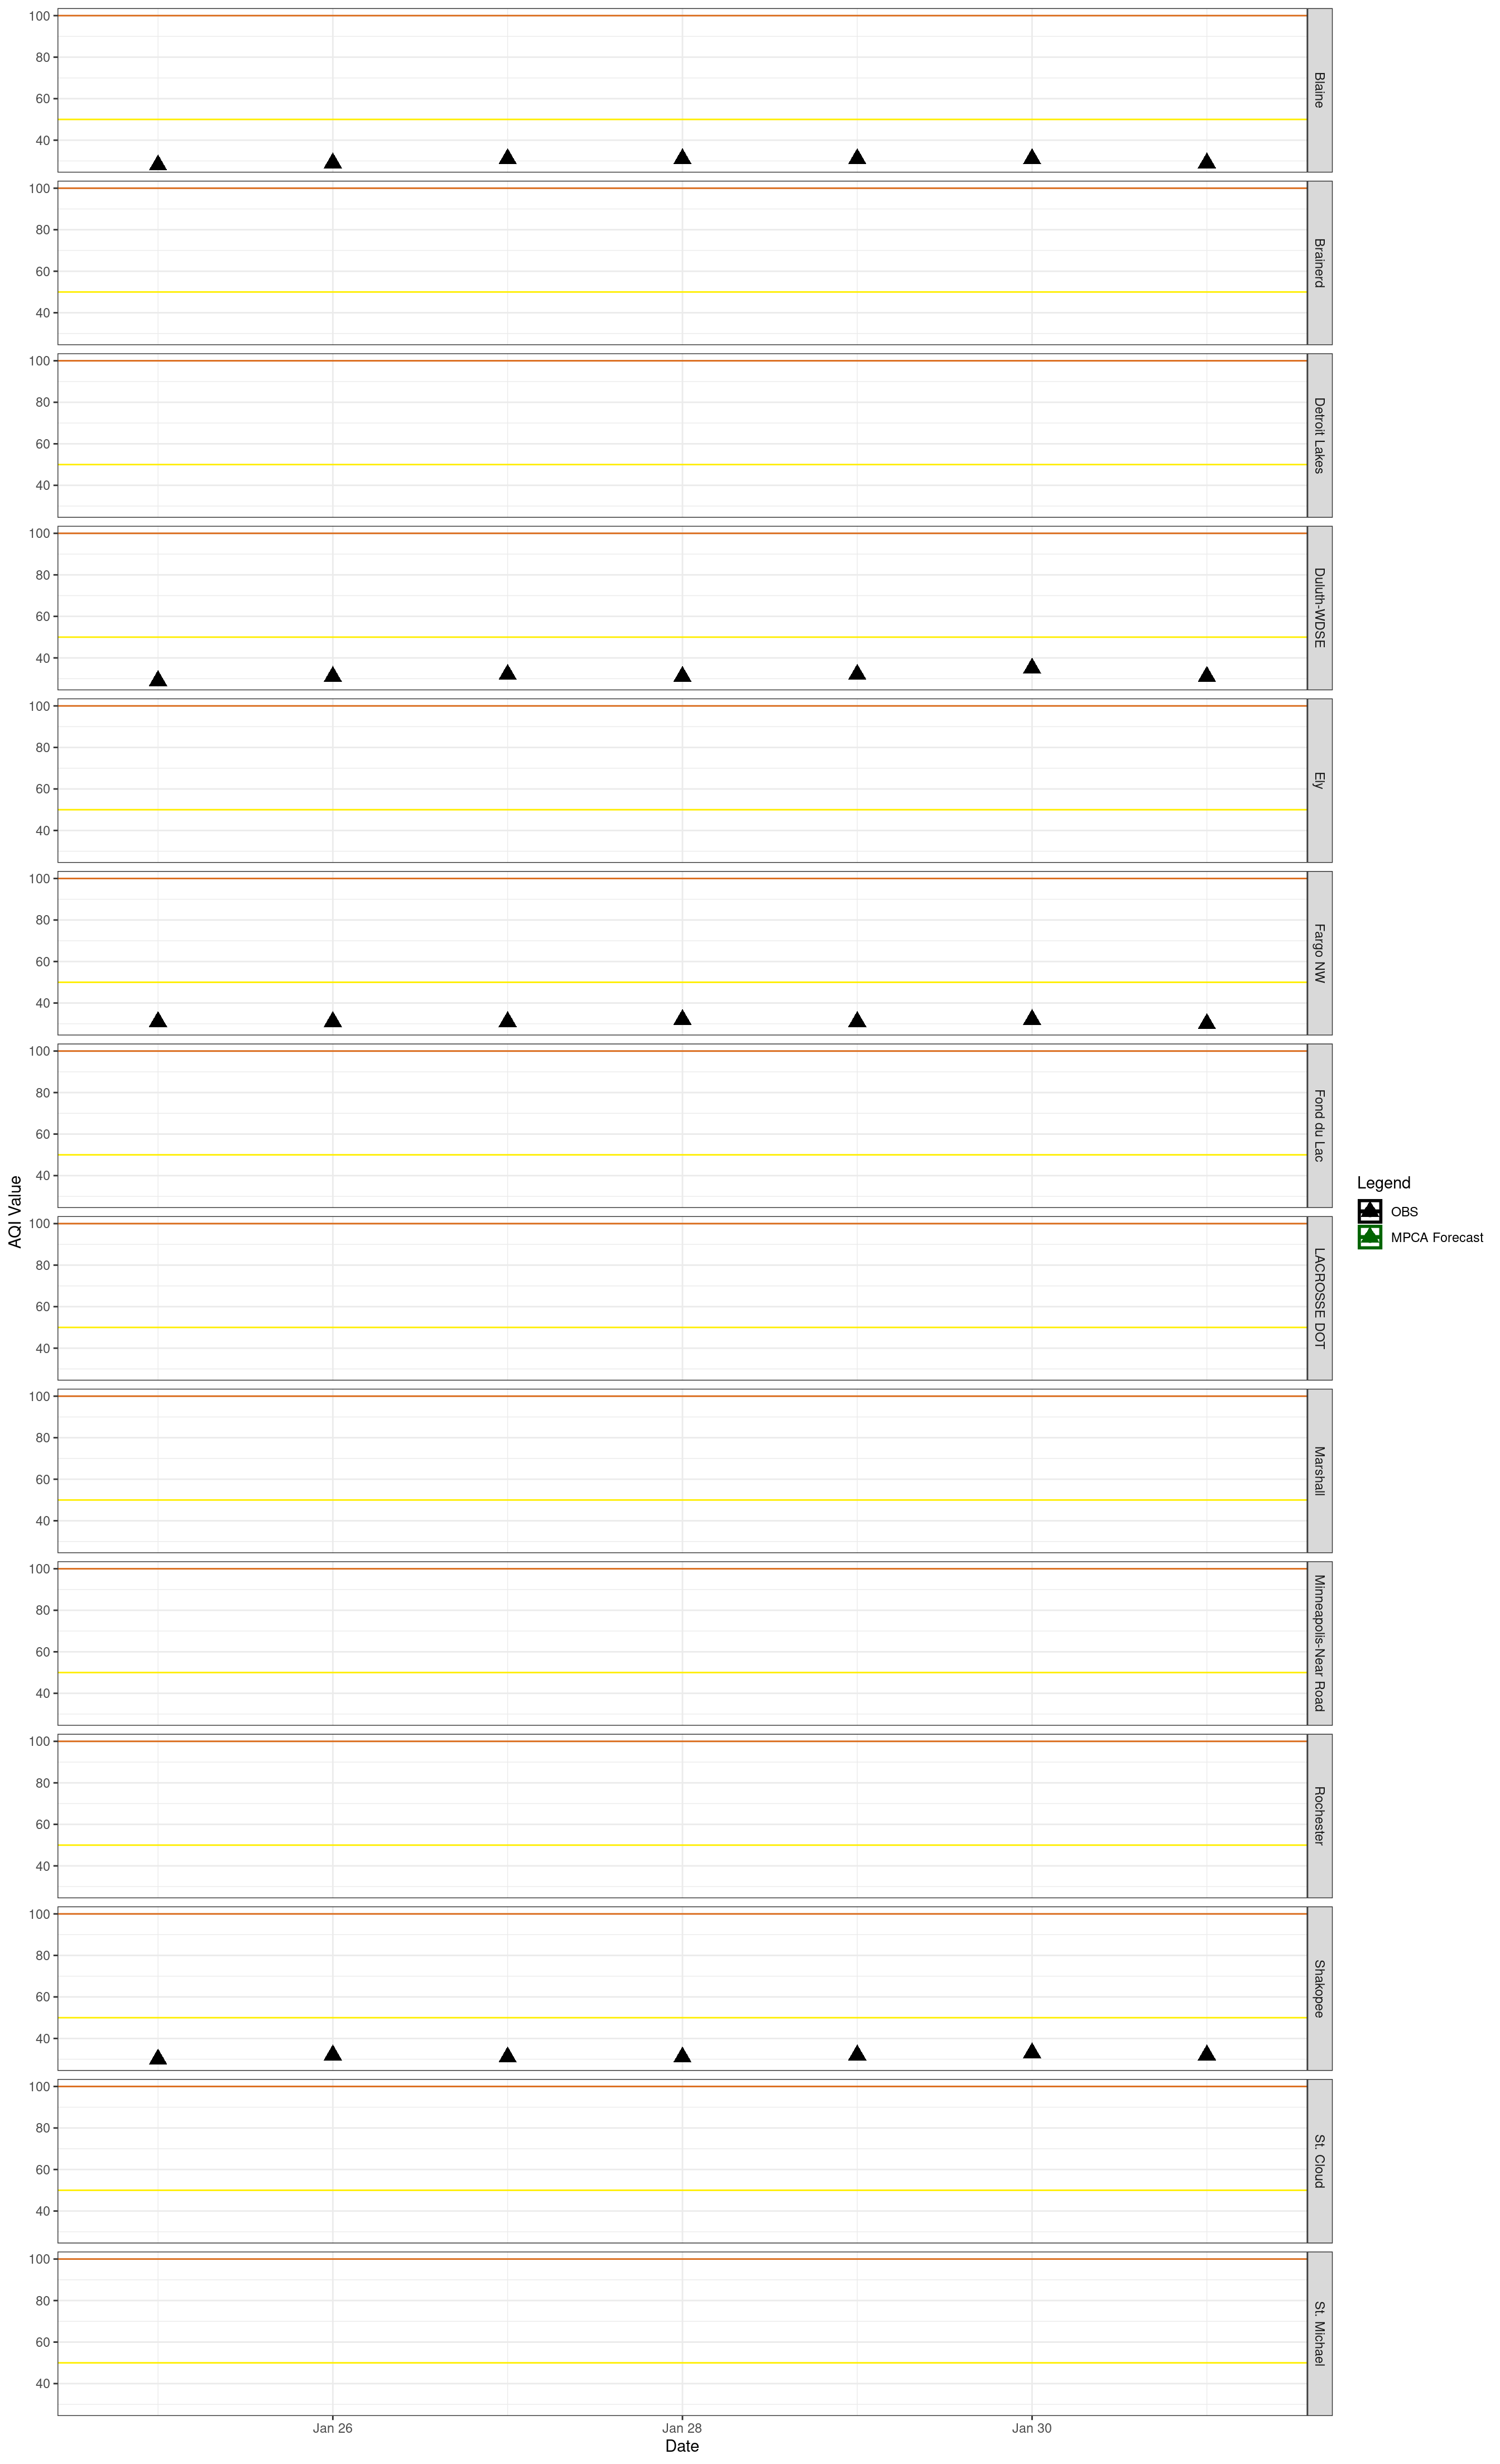 100
80
60
40
Blaine
100
80
60
40
Brainerd
100
80
60
40
Detroit Lakes
100
80
60
40
Duluth-WDSE
100
80
60
40
Ely
100
80
60
40
Fargo NW
100
80
60
40
Fond du Lac
100
80
60
40
LACROSSE DOT
100
80
60
40
Marshall
100
80
60
40
Minneapolis-Near Road
100
80
60
40
Rochester
100
80
60
40
Shakopee
100
80
60
40
St. Cloud
100
80
60
40
St. Michael
Jan 26
Jan 28
Jan 30
Date
AQI Value
Legend
OBS
MPCA Forecast